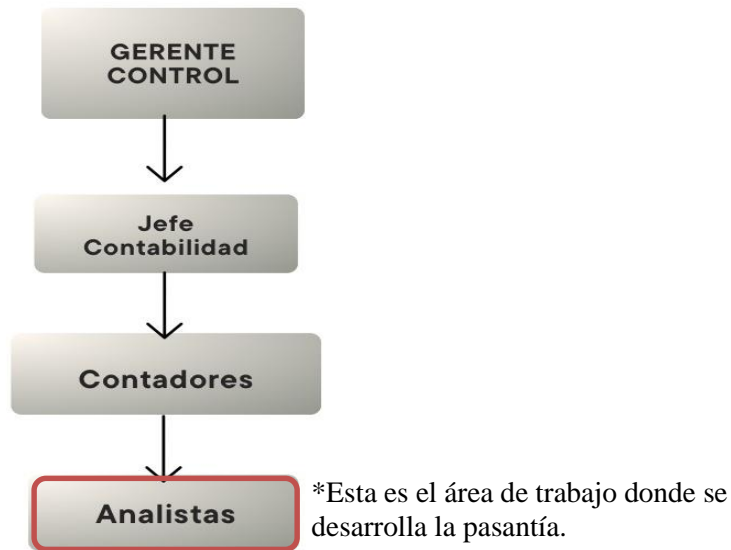 GERENTE
CONTROL
Jefe
Contabilidad
Contadores
Analistas
*Esta es el área de trabajo donde se
desarrolla la pasantía.